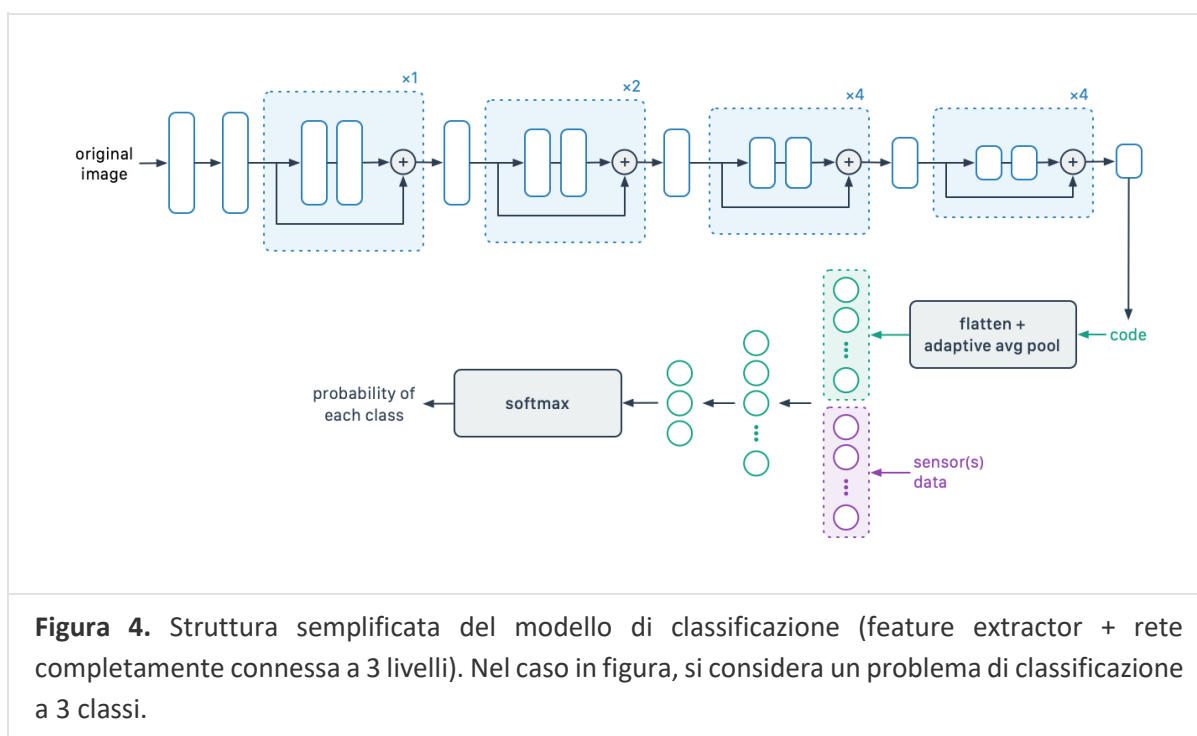 ×1
×2
×4
×4
original
image
flatten +
adaptive avg pool
code
probability of
each class
softmax
sensor(s)
data
Figura 4. Struttura semplificata del modello di classificazione (feature extractor + rete
completamente connessa a 3 livelli). Nel caso in figura, si considera un problema di classificazione
a 3 classi.